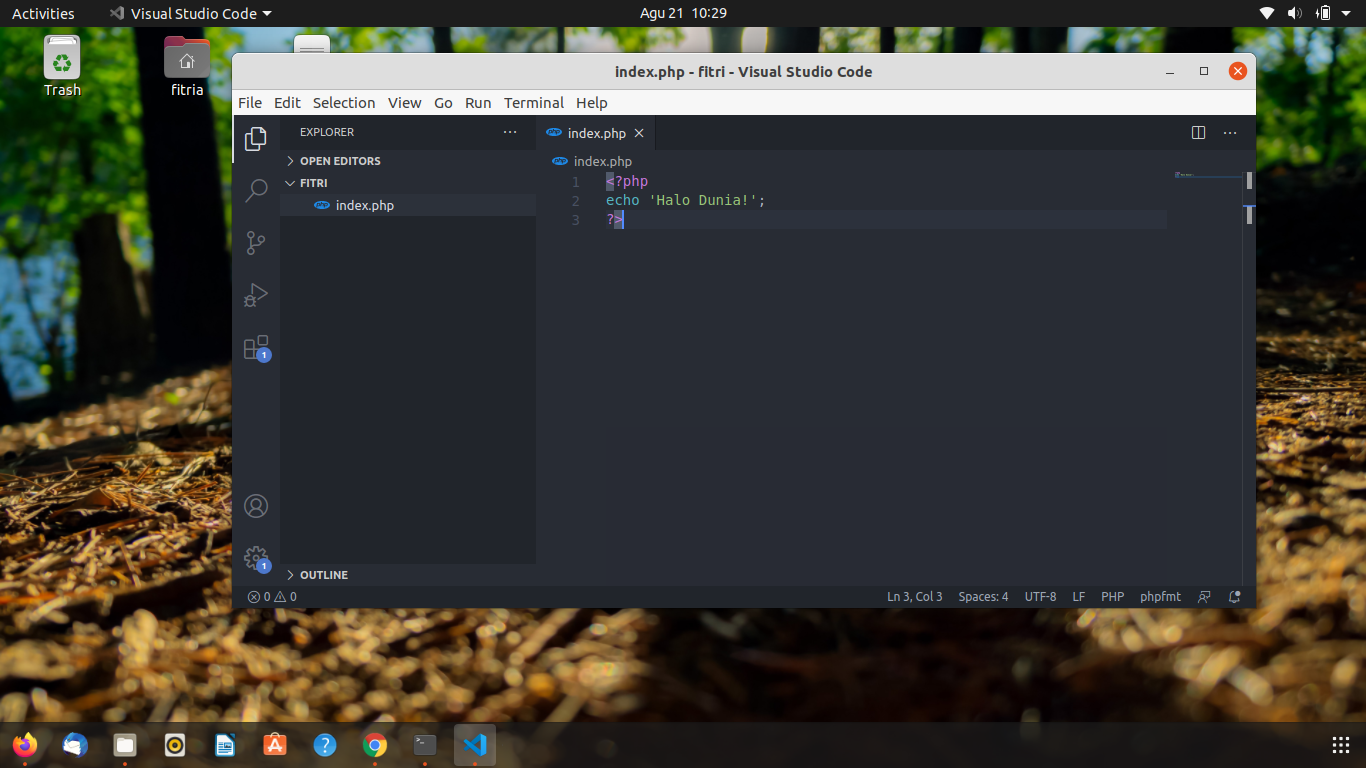 Activities Visual Studio Code Agu 21 10:29
Trash
fitria
index.php - fitri - Visual Studio Code
File Edit Selection View Go Run Terminal Help
EXPLORER
index.php
OPEN EDITORS
index.php
FITRI
index.php
1 <?php
2 echo 'Halo Dunia!';
3 ?>
1
1
OUTLINE
0 0 Ln 3, Col 3 Spaces: 4 UTF-8 LF PHP phpfmt